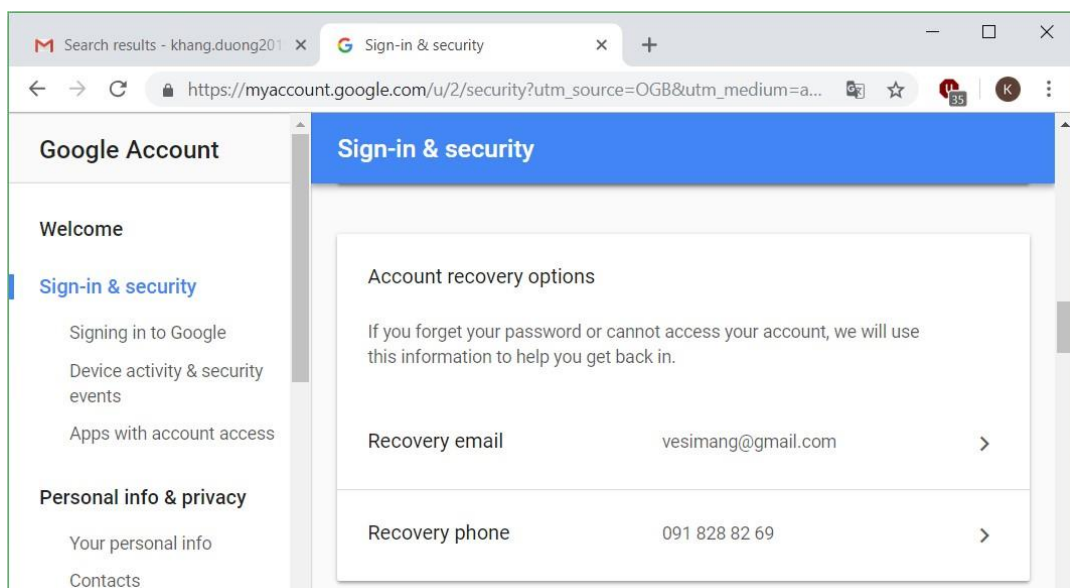 Search results - khang.duong201
Sign-in & security
https://myaccount.google.com/u/2/security?utm_source=OGB&utm_medium=a...
35
K
Google Account
Sign-in & security
Welcome
Sign-in & security
Signing in to Google
Device activity & security
events
Apps with account access
Personal info & privacy
Your personal info
Contacts
Account recovery options
If you forget your password or cannot access your account, we will use
this information to help you get back in.
Recovery email
vesimang@gmail.com
Recovery phone
091 828 82 69